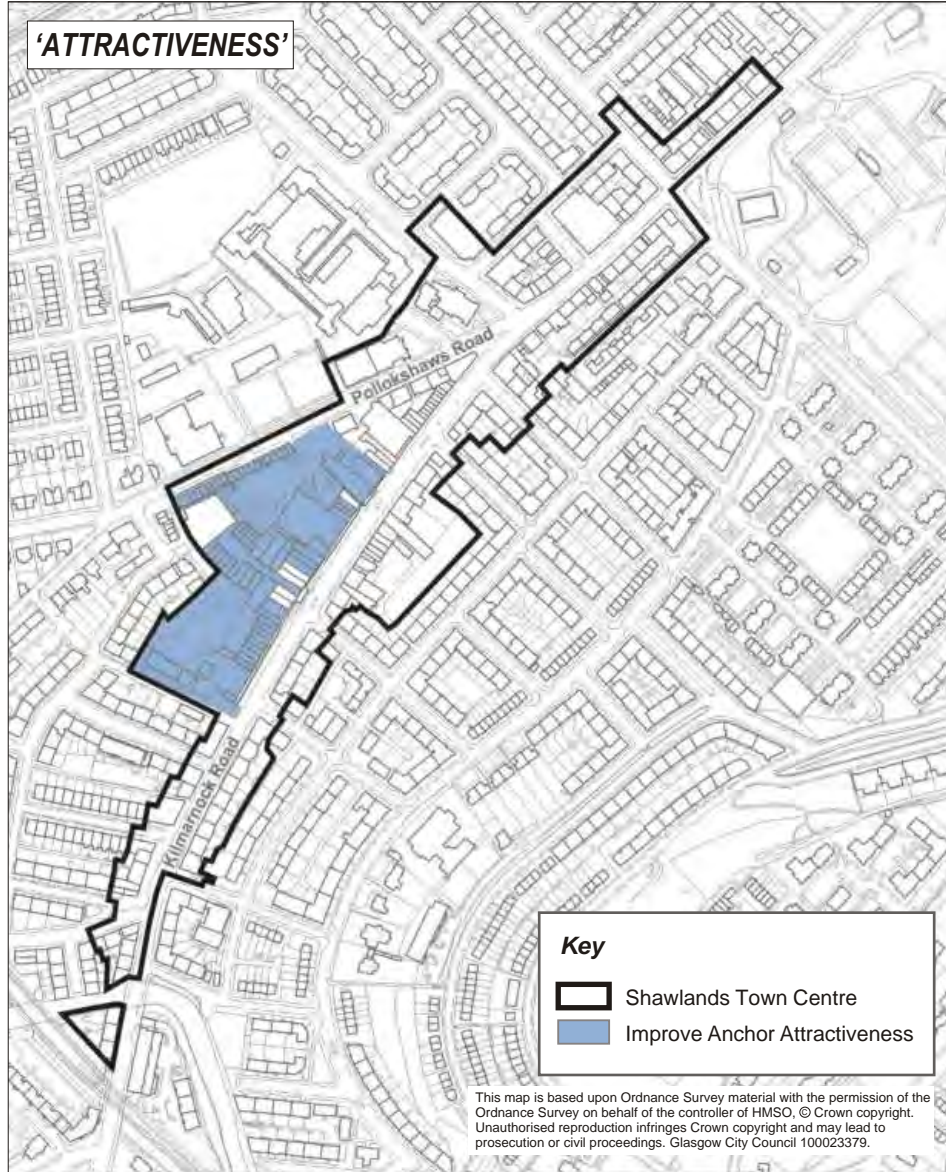 'ATTRACTIVENESS'
Pollokshaws Road
Kilmarnock Road
Key
Shawlands Town Centre
Improve Anchor Attractiveness
This map is based upon Ordnance Survey material with the permission of the
Ordnance Survey on behalf of the controller of HMSO, © Crown copyright.
Unauthorised reproduction infringes Crown copyright and may lead to
prosecution or civil proceedings. Glasgow City Council 100023379.